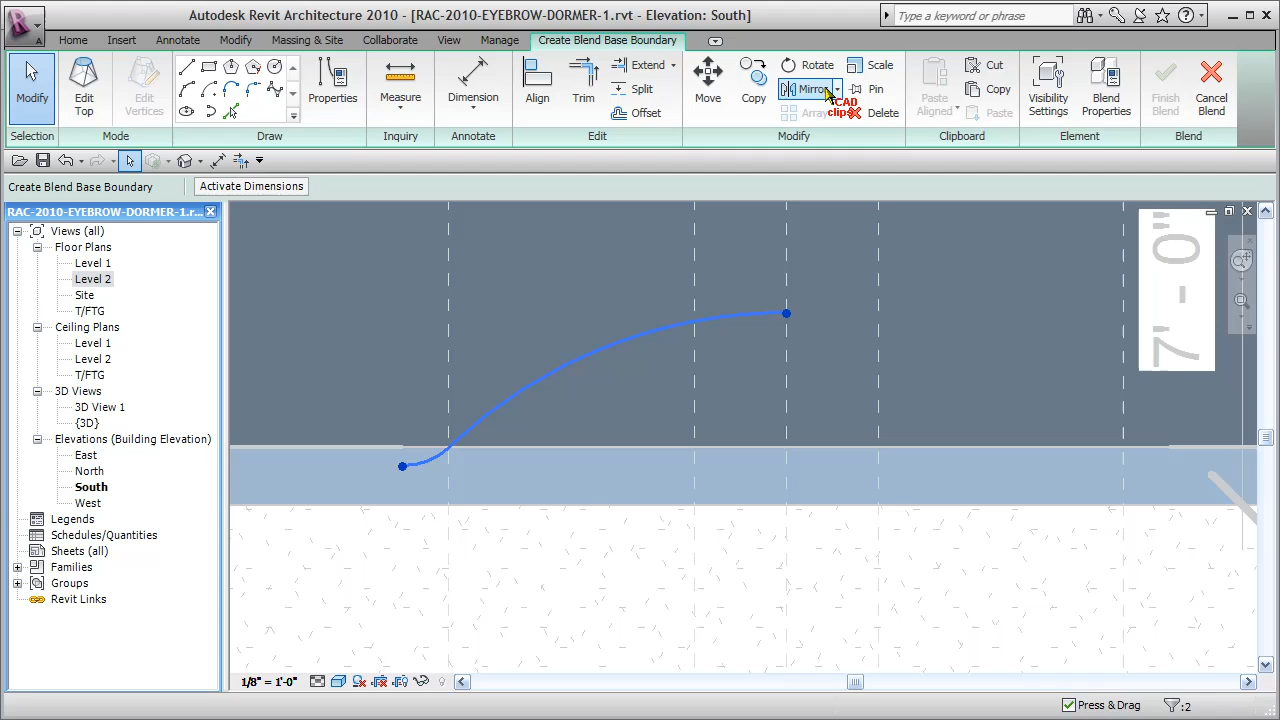 Autodesk Revit Architecture 2010 - [RAC-2010-EYEBROW-DORMER-1.rvt - Elevation: South]
Type a keyword or phrase
Home Insert Annotate Modify Massing & Site Collaborate View Manage Create Blend Base Boundary
Modify
Edit Top
Edit Vertices
Properties
Measure
Dimension
Align
Trim
Extend
Split
Offset
Move
Copy
Rotate
Mirror
Array
Scale
Pin
Delete
CAD clips
Paste Aligned
Cut
Copy
Paste
Visibility Settings
Blend Properties
Finish Blend
Cancel Blend
Selection Mode Draw Inquiry Edit Modify Clipboard Element Blend
Create Blend Base Boundary Activate Dimensions
RAC-2010-EYEBROW-DORMER-1.r...
Views (all)
Floor Plans
Level 1
Level 2
Site
T/FTG
Ceiling Plans
Level 1
Level 2
T/FTG
3D Views
3D View 1
{3D}
Elevations (Building Elevation)
East
North
South
West
Legends
Schedules/Quantities
Sheets (all)
Families
Groups
Revit Links
7' - 0"
1/8" = 1'-0"
Press & Drag :2